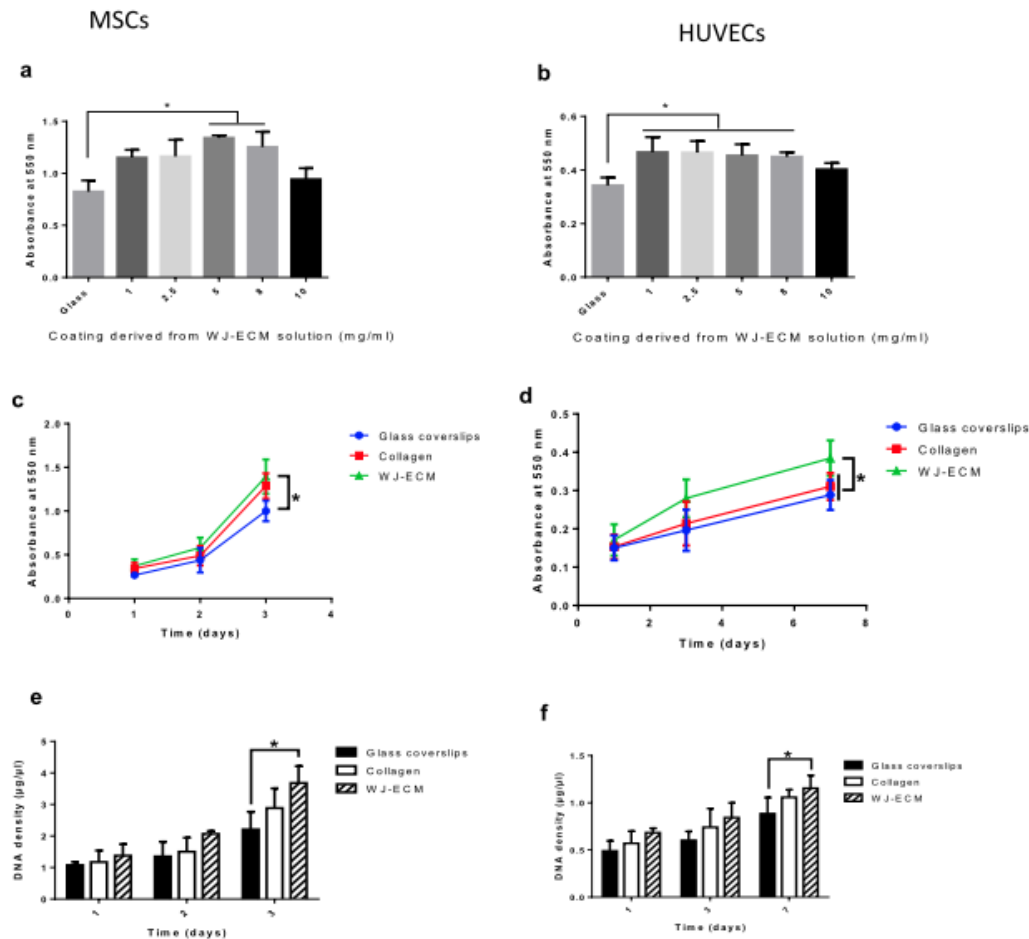 MSCs
HUVECs
a
*
Absorbance at 550 nm
1.5
1.0
0.5
0.0
Glass
1
2.5
5
8
10
Coating derived from WJ-ECM solution (mg/ml)
b
*
Absorbance at 550 nm
0.6
0.4
0.2
0.0
Glass
1
2.5
5
8
10
Coating derived from WJ-ECM solution (mg/ml)
c
Absorbance at 550 nm
2.0
1.5
1.0
0.5
0.0
0
1
2
3
4
Time (days)
*
Glass coverslips
Collagen
WJ-ECM
d
Absorbance at 550 nm
0.5
0.4
0.3
0.2
0.1
0.0
0
2
4
6
8
Time (days)
*
Glass coverslips
Collagen
WJ-ECM
e
DNA density (µg/µl)
5
4
3
2
1
0
1
2
3
Time (days)
*
Glass coverslips
Collagen
WJ-ECM
f
DNA density (µg/µl)
1.5
1.0
0.5
0.0
1
3
7
Time (days)
*
Glass coverslips
Collagen
WJ-ECM